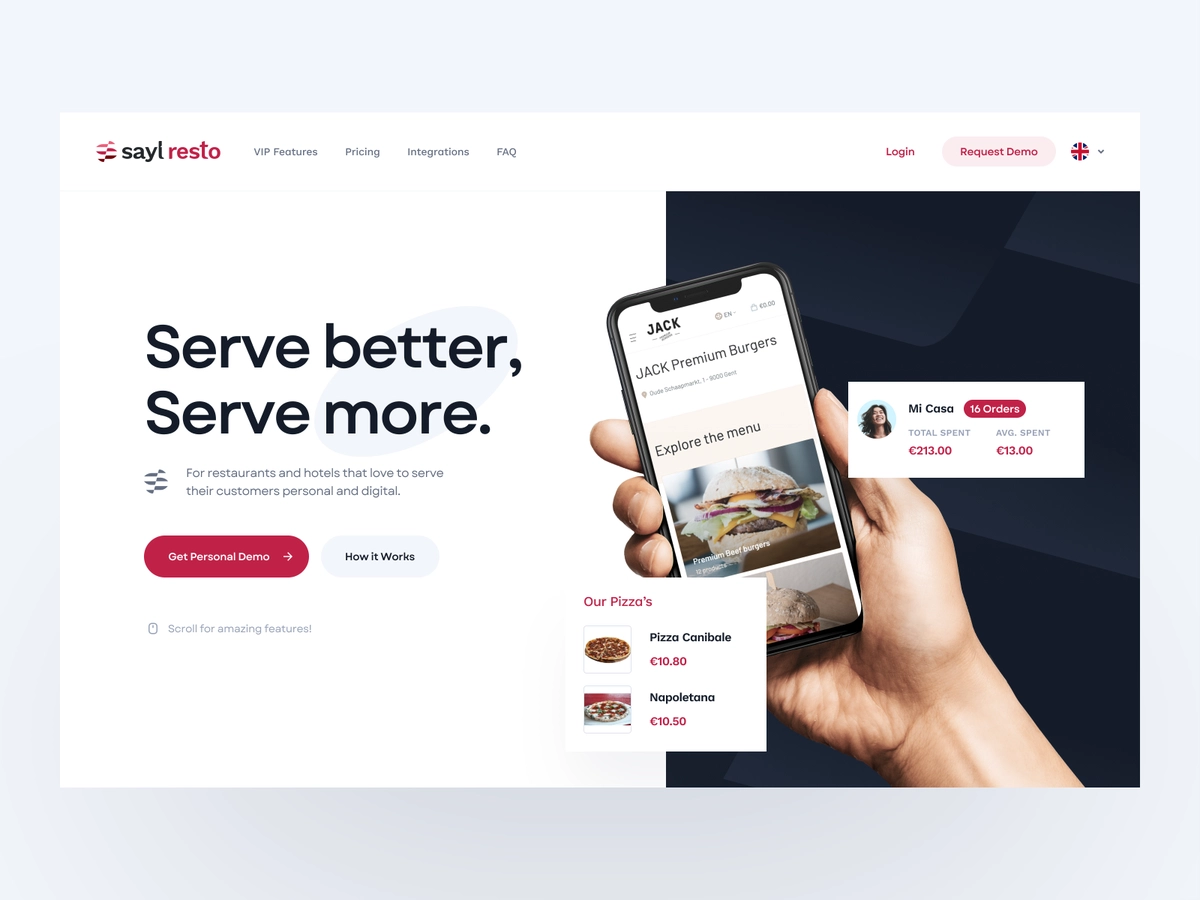 sayl resto
VIP Features
Pricing
Integrations
FAQ
Login
Request Demo
Serve better,
Serve more.
For restaurants and hotels that love to serve
their customers personal and digital.
Get Personal Demo
How it Works
Scroll for amazing features!
JACK
EN
€0.00
JACK Premium Burgers
Oude Schaapmarkt, 1 - 9000 Gent
Explore the menu
Premium Beef burgers
12 products
Mi Casa
16 Orders
TOTAL SPENT
AVG. SPENT
€213.00
€13.00
Our Pizza's
Pizza Canibale
€10.80
Napoletana
€10.50